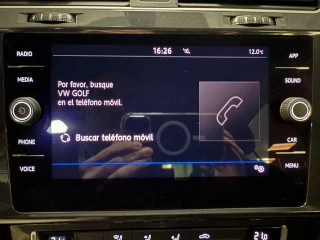 RADIO
MEDIA
PHONE
VOICE
16:26
12.0°C
Por favor, busque
VW GOLF
en el teléfono móvil.
Buscar teléfono móvil
APP
SOUND
CAR
MENU